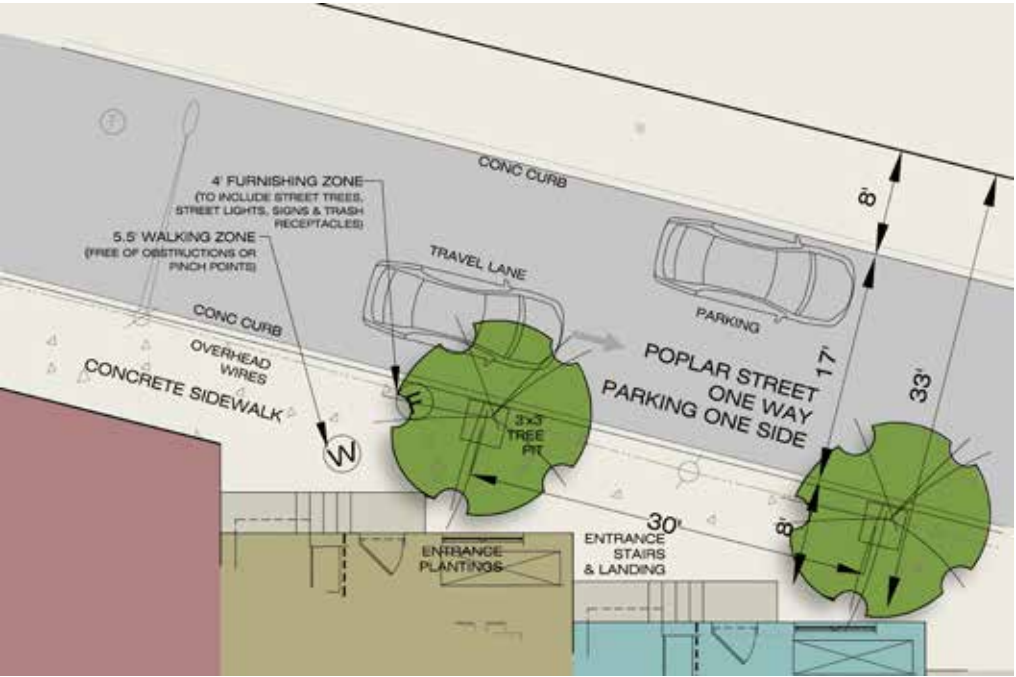 CONC CURB
8'
4' FURNISHING ZONE
(TO INCLUDE STREET TREES,
STREET LIGHTS, SIGNS & TRASH
RECEPTACLES)
5.5' WALKING ZONE
(FREE OF OBSTRUCTIONS OR
PINCH POINTS)
TRAVEL LANE
PARKING
CONC CURB
OVERHEAD
WIRES
CONCRETE SIDEWALK
POPLAR STREET
ONE WAY
PARKING ONE SIDE
17'
33'
F
3'x3'
TREE
PIT
W
30'
8'
ENTRANCE
PLANTINGS
ENTRANCE
STAIRS
& LANDING